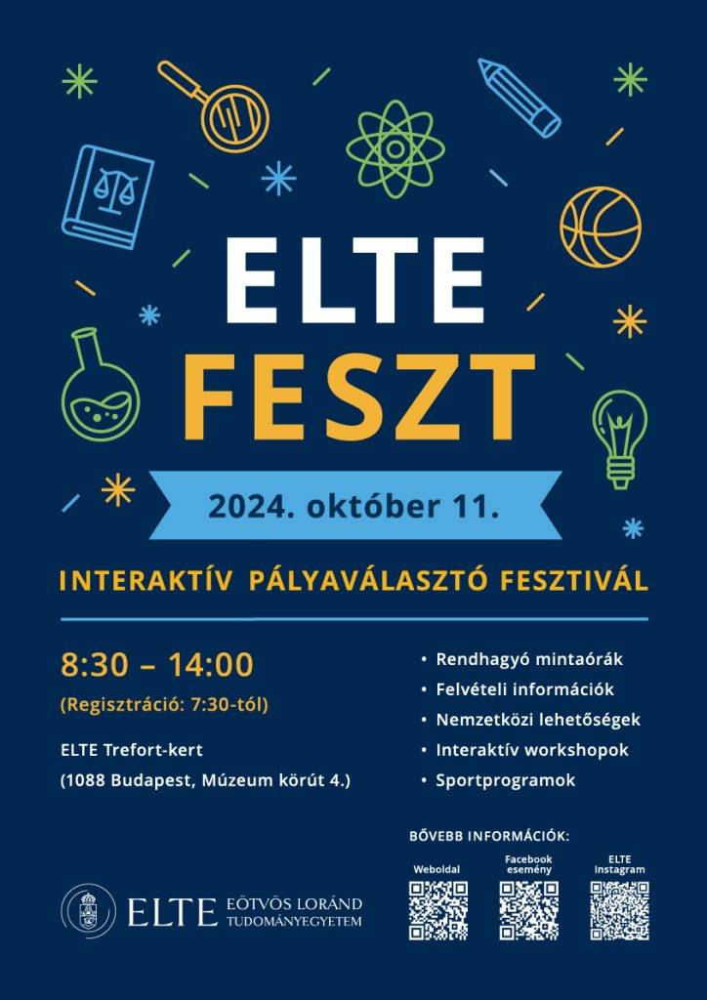 ELTE
FESZT
2024. október 11.
INTERAKTÍV PÁLYAVÁLASZTÓ FESZTIVÁL
8:30 – 14:00
(Regisztráció: 7:30-tól)
ELTE Trefort-kert
(1088 Budapest, Múzeum körút 4.)
• Rendhagyó mintaórák
• Felvételi információk
• Nemzetközi lehetőségek
• Interaktív workshopok
• Sportprogramok
BŐVEBB INFORMÁCIÓK:
Weboldal
Facebook
esemény
ELTE
Instagram
ELTE
EÖTVÖS LORÁND
TUDOMÁNYEGYETEM